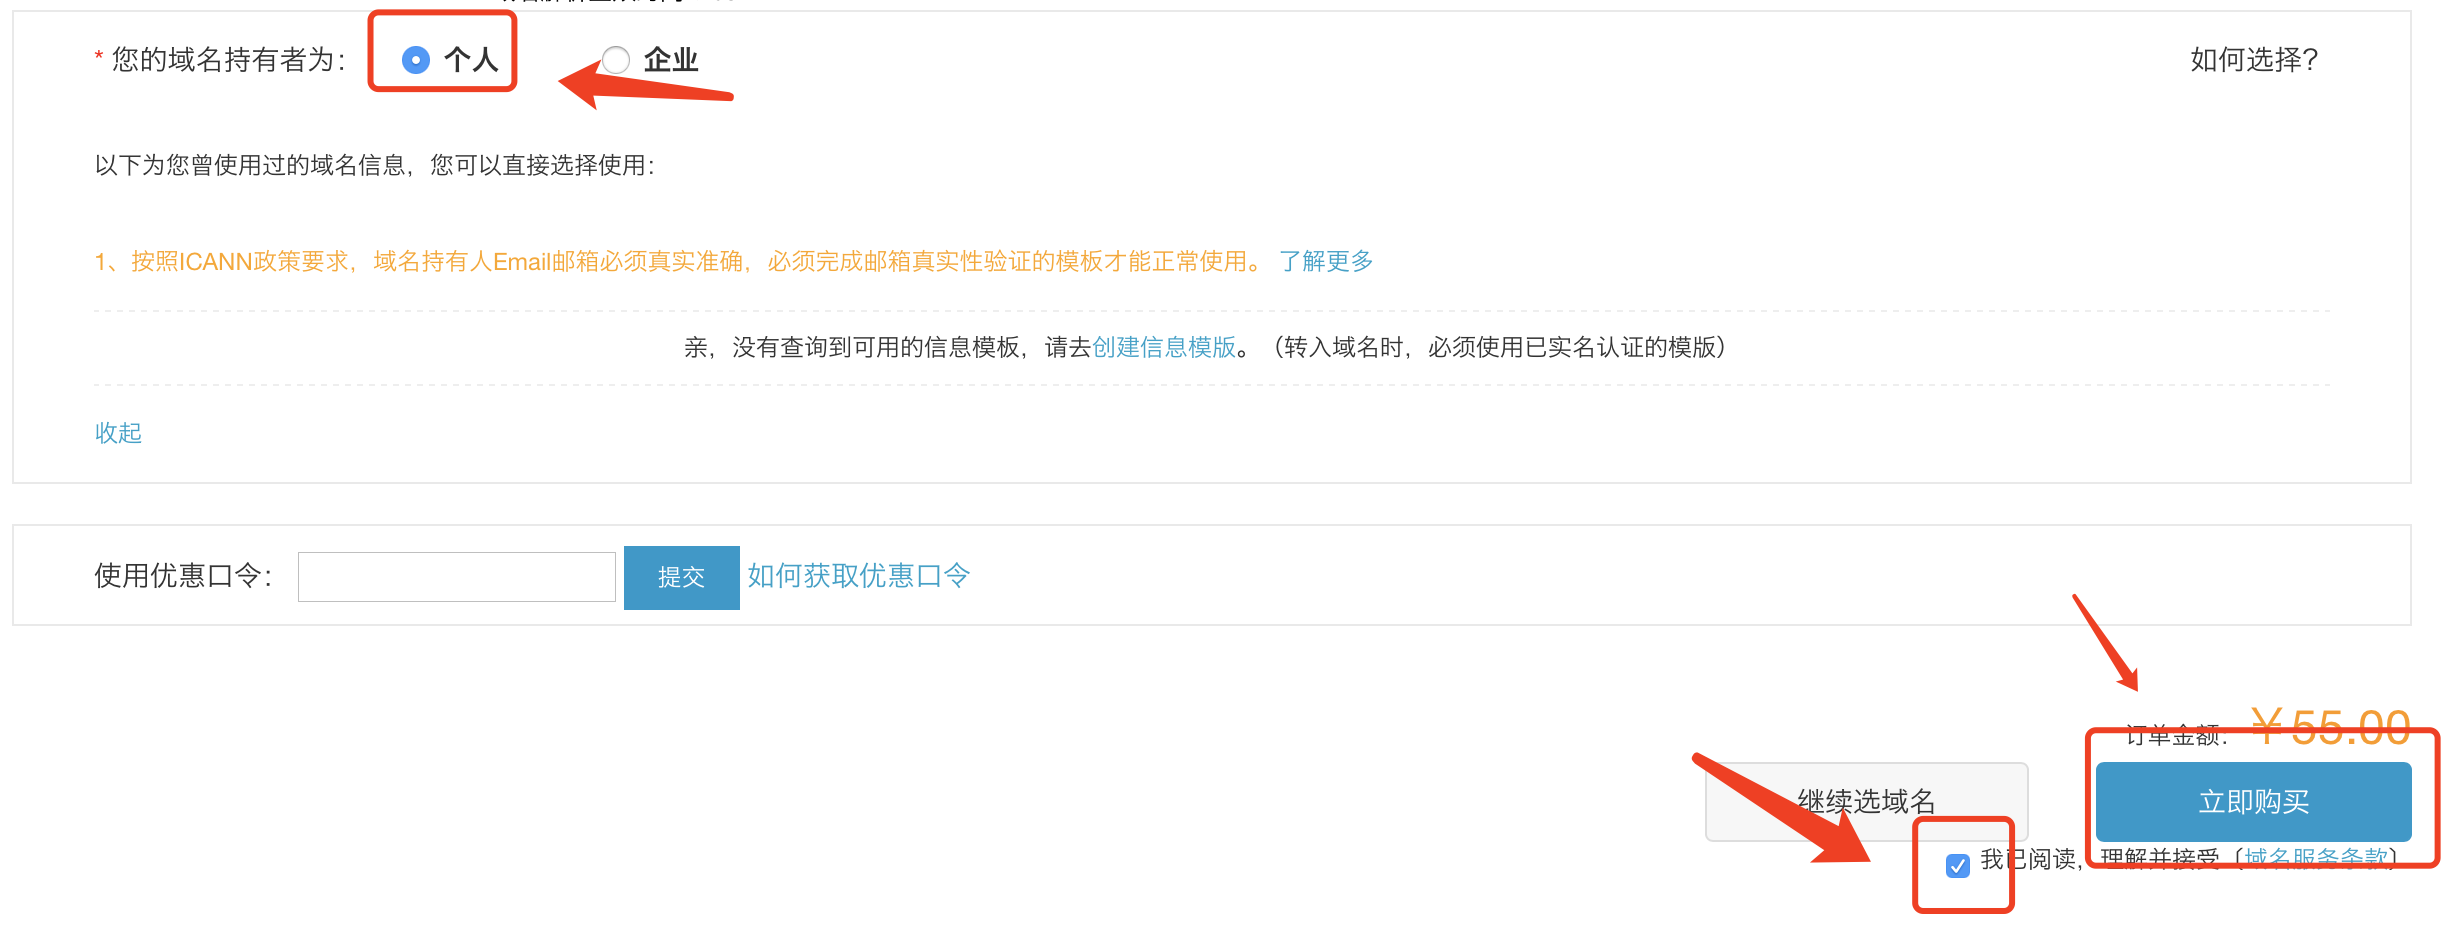 * 您的域名持有者为: 个人 企业 如何选择?
以下为您曾使用过的域名信息，您可以直接选择使用:
1、按照ICANN政策要求，域名持有人Email邮箱必须真实准确，必须完成邮箱真实性验证的模板才能正常使用。 了解更多
亲，没有查询到可用的信息模板，请去创建信息模版。（转入域名时，必须使用已实名认证的模版）
收起
使用优惠口令: 提交 如何获取优惠口令
订单金额: ￥55.00
继续选域名 立即购买
我已阅读，理解并接受〔域名服务条款〕